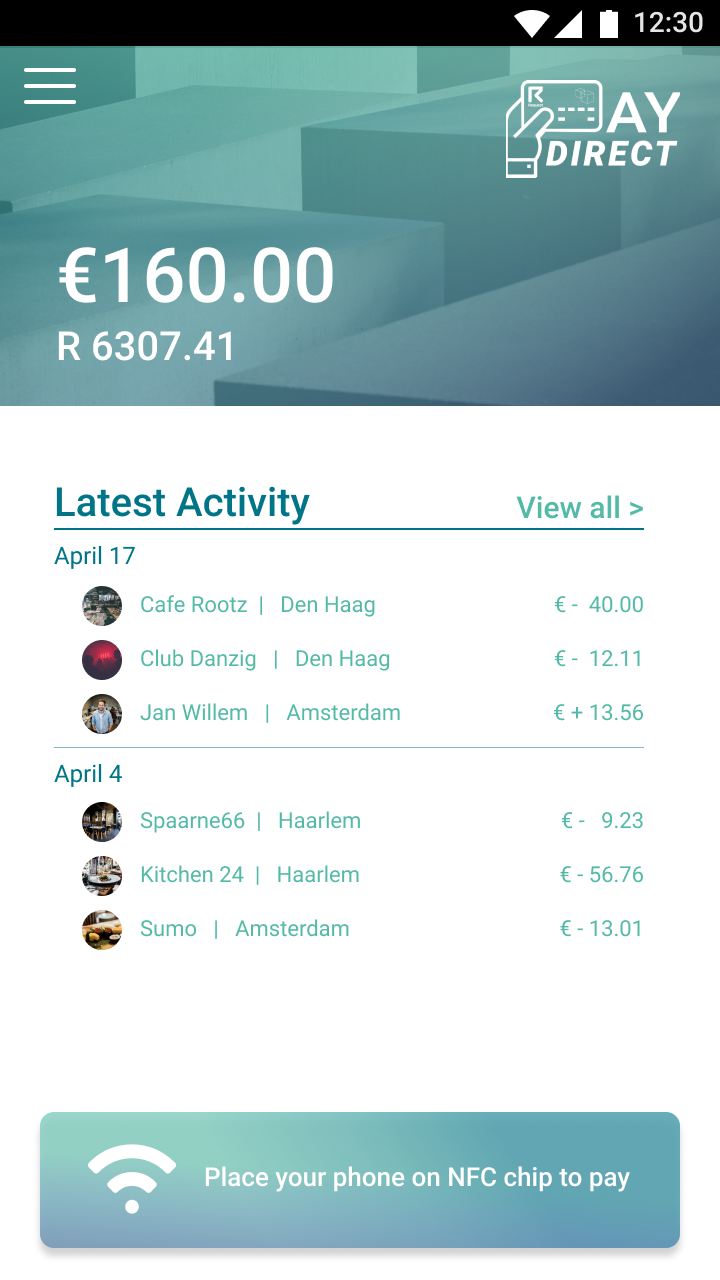 12:30
AY
DIRECT
€160.00
R 6307.41
Latest Activity View all >
April 17
Cafe Rootz | Den Haag € - 40.00
Club Danzig | Den Haag € - 12.11
Jan Willem | Amsterdam € + 13.56
April 4
Spaarne66 | Haarlem € - 9.23
Kitchen 24 | Haarlem € - 56.76
Sumo | Amsterdam € - 13.01
Place your phone on NFC chip to pay